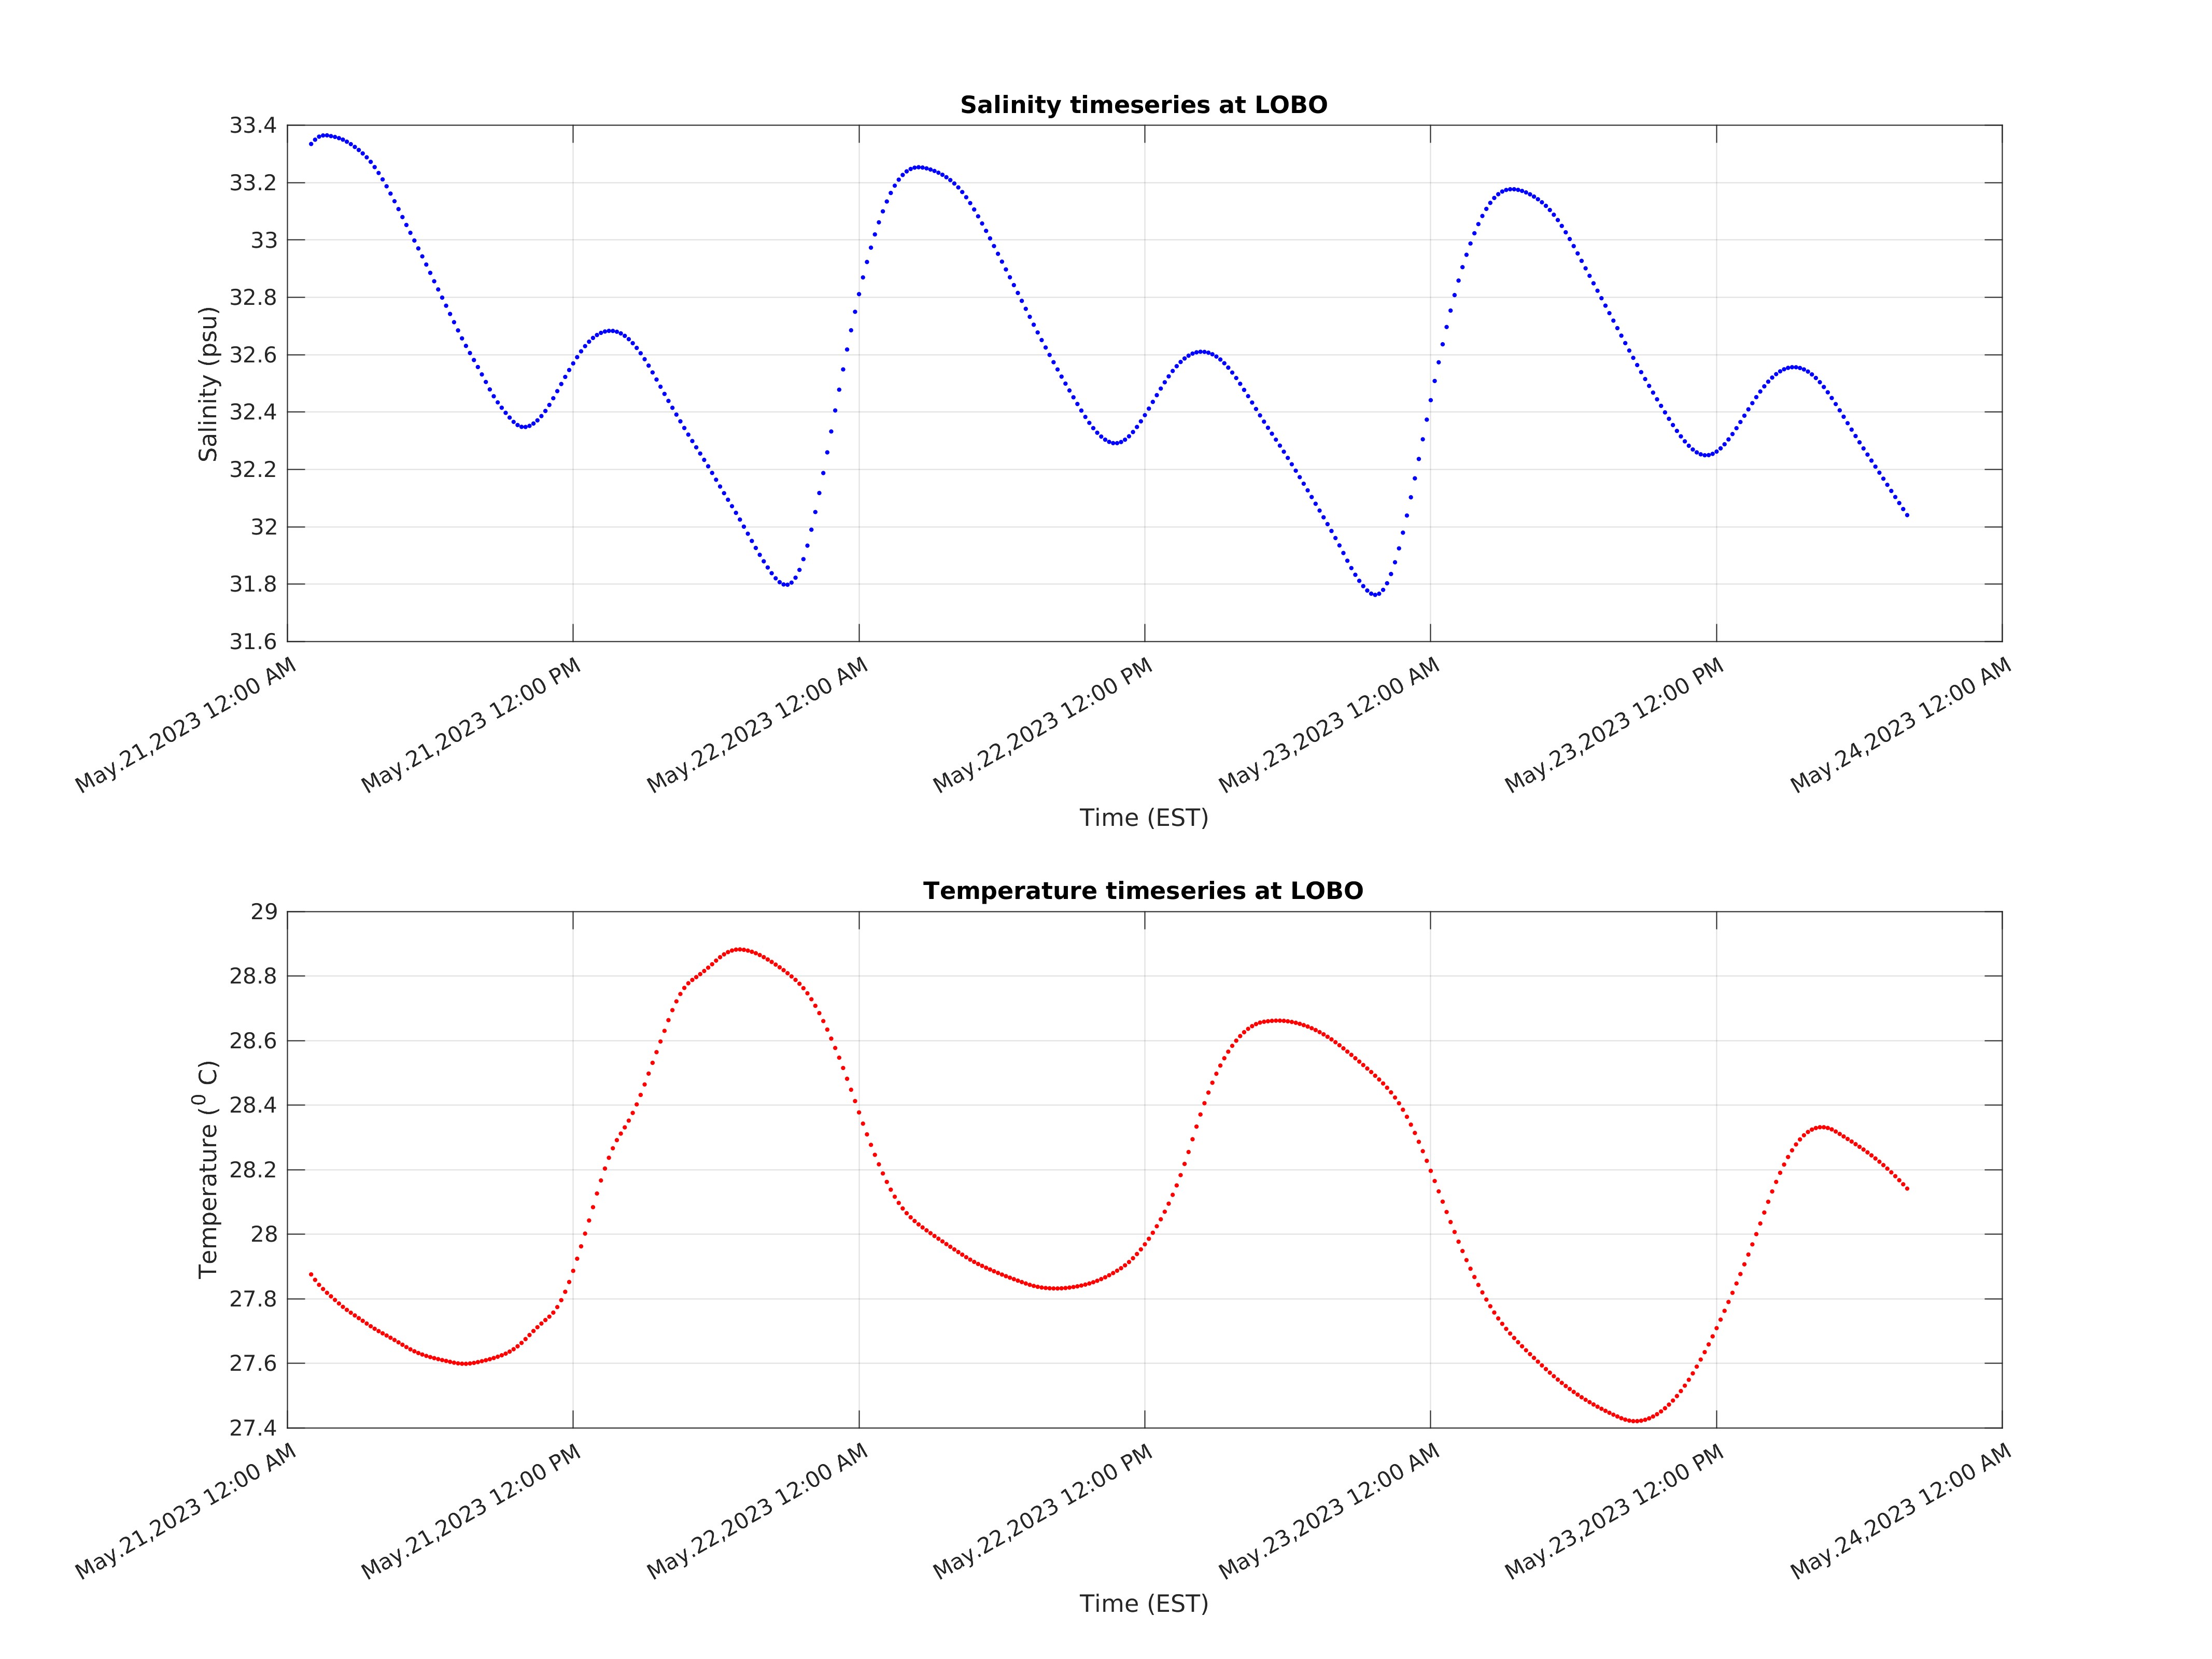 Salinity timeseries at LOBO
33.4
33.2
33
32.8
32.6
32.4
32.2
32
31.8
31.6
Salinity (psu)
May.21,2023 12:00 AM
May.21,2023 12:00 PM
May.22,2023 12:00 AM
May.22,2023 12:00 PM
May.23,2023 12:00 AM
May.23,2023 12:00 PM
May.24,2023 12:00 AM
Time (EST)
Temperature timeseries at LOBO
29
28.8
28.6
28.4
28.2
28
27.8
27.6
27.4
Temperature (⁰ C)
May.21,2023 12:00 AM
May.21,2023 12:00 PM
May.22,2023 12:00 AM
May.22,2023 12:00 PM
May.23,2023 12:00 AM
May.23,2023 12:00 PM
May.24,2023 12:00 AM
Time (EST)